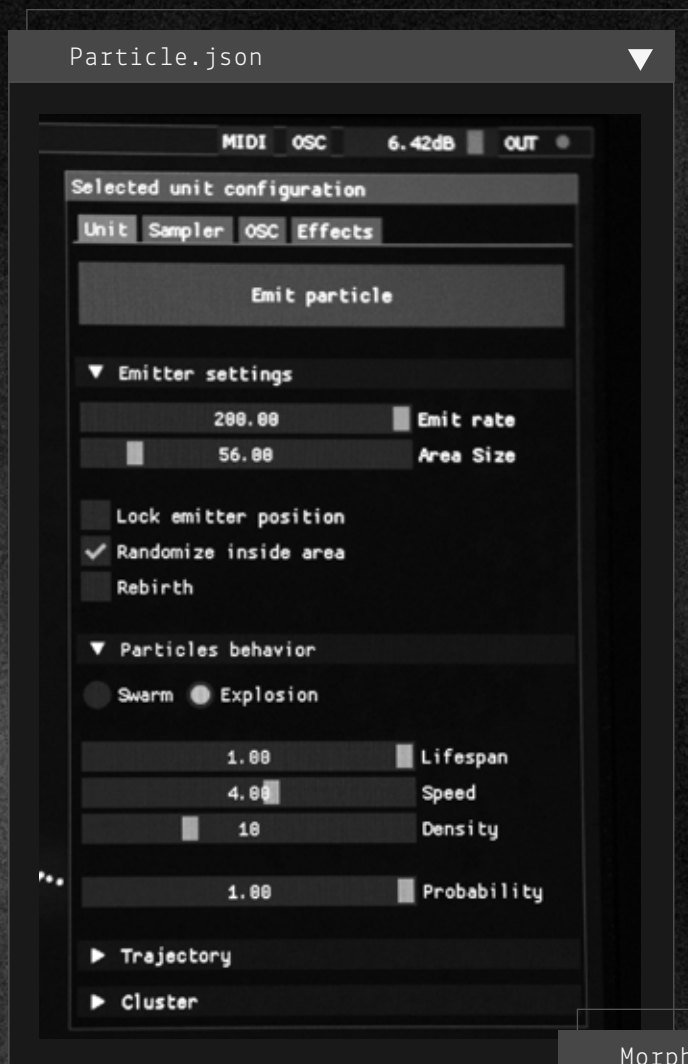 Particle.json
MIDI OSC 6.42dB OUT
Selected unit configuration
Unit Sampler OSC Effects
Emit particle
Emitter settings
200.00 Emit rate
56.00 Area Size
Lock emitter position
Randomize inside area
Rebirth
Particles behavior
Swarm Explosion
1.00 Lifespan
4.00 Speed
10 Density
1.00 Probability
Trajectory
Cluster
Morph